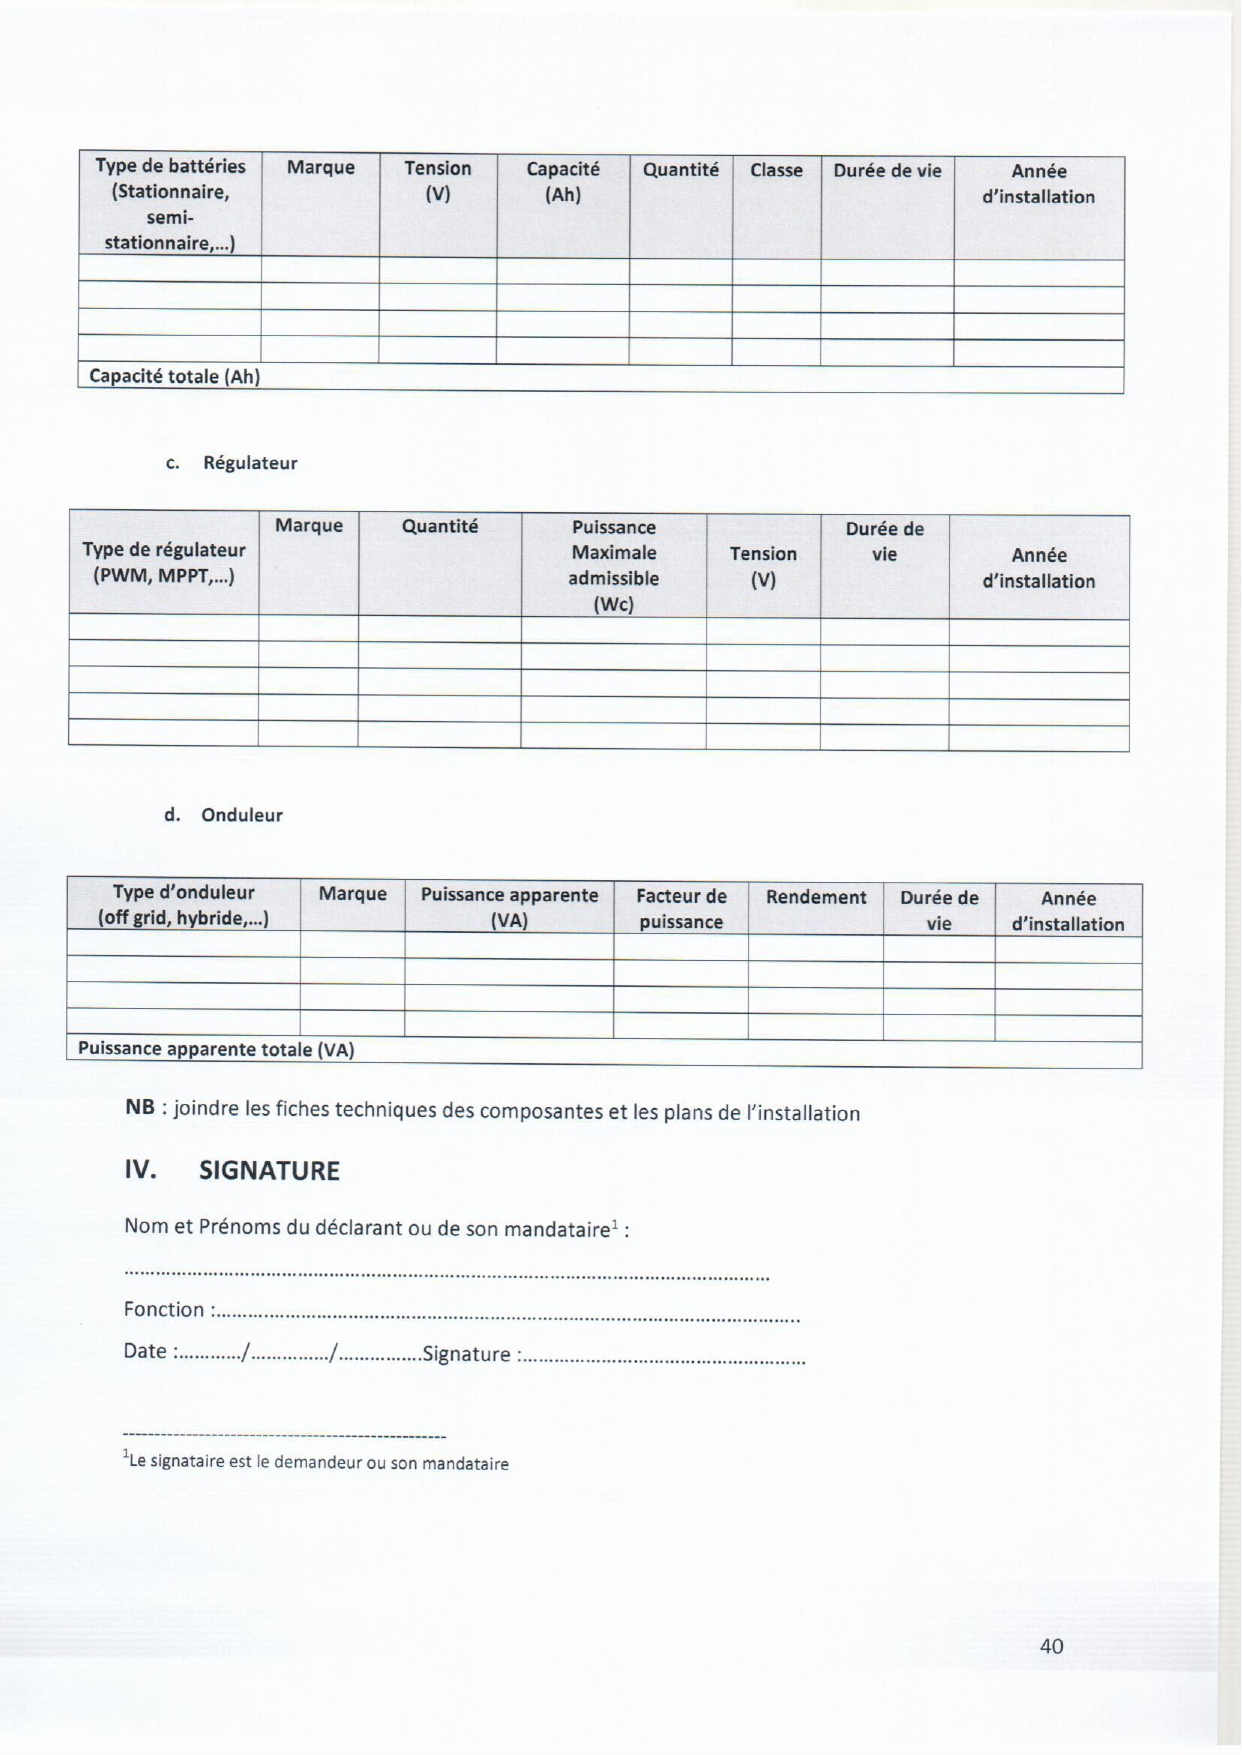 Type de battéries
(Stationnaire,
semi-
stationnaire,...)
Marque
Tension
(V)
Capacité
(Ah)
Quantité
Classe
Durée de vie
Année
d'installation
Capacité totale (Ah)
c. Régulateur
Type de régulateur
(PWM, MPPT,...)
Marque
Quantité
Puissance
Maximale
admissible
(Wc)
Tension
(V)
Durée de
vie
Année
d'installation
d. Onduleur
Type d'onduleur
(off grid, hybride,...)
Marque
Puissance apparente
(VA)
Facteur de
puissance
Rendement
Durée de
vie
Année
d'installation
Puissance apparente totale (VA)
NB : joindre les fiches techniques des composantes et les plans de l'installation
IV. SIGNATURE
Nom et Prénoms du déclarant ou de son mandataire¹ :
..............................................................................................................
Fonction :....................................................................................................
Date :............/.............../................Signature :......................................................
-------------------------------------------------
¹Le signataire est le demandeur ou son mandataire
40